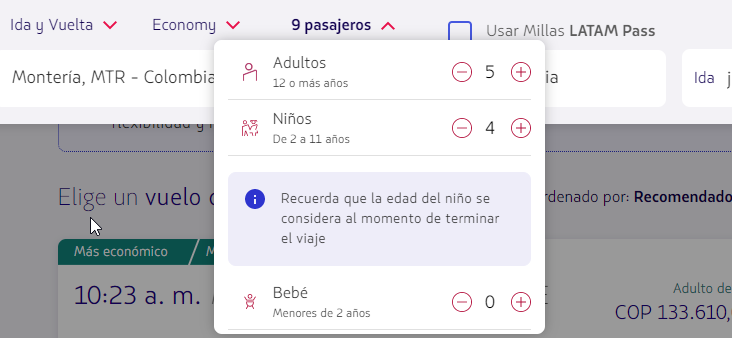 Ida y Vuelta
Economy
9 pasajeros
Usar Millas LATAM Pass
Montería, MTR - Colombia
Ida
Adultos
12 o más años
5
Niños
De 2 a 11 años
4
Recuerda que la edad del niño se
considera al momento de terminar
el viaje
Elige un vuelo
Recomendado
Más económico
10:23 a. m.
Adulto de
COP 133.610,
Bebé
Menores de 2 años
0